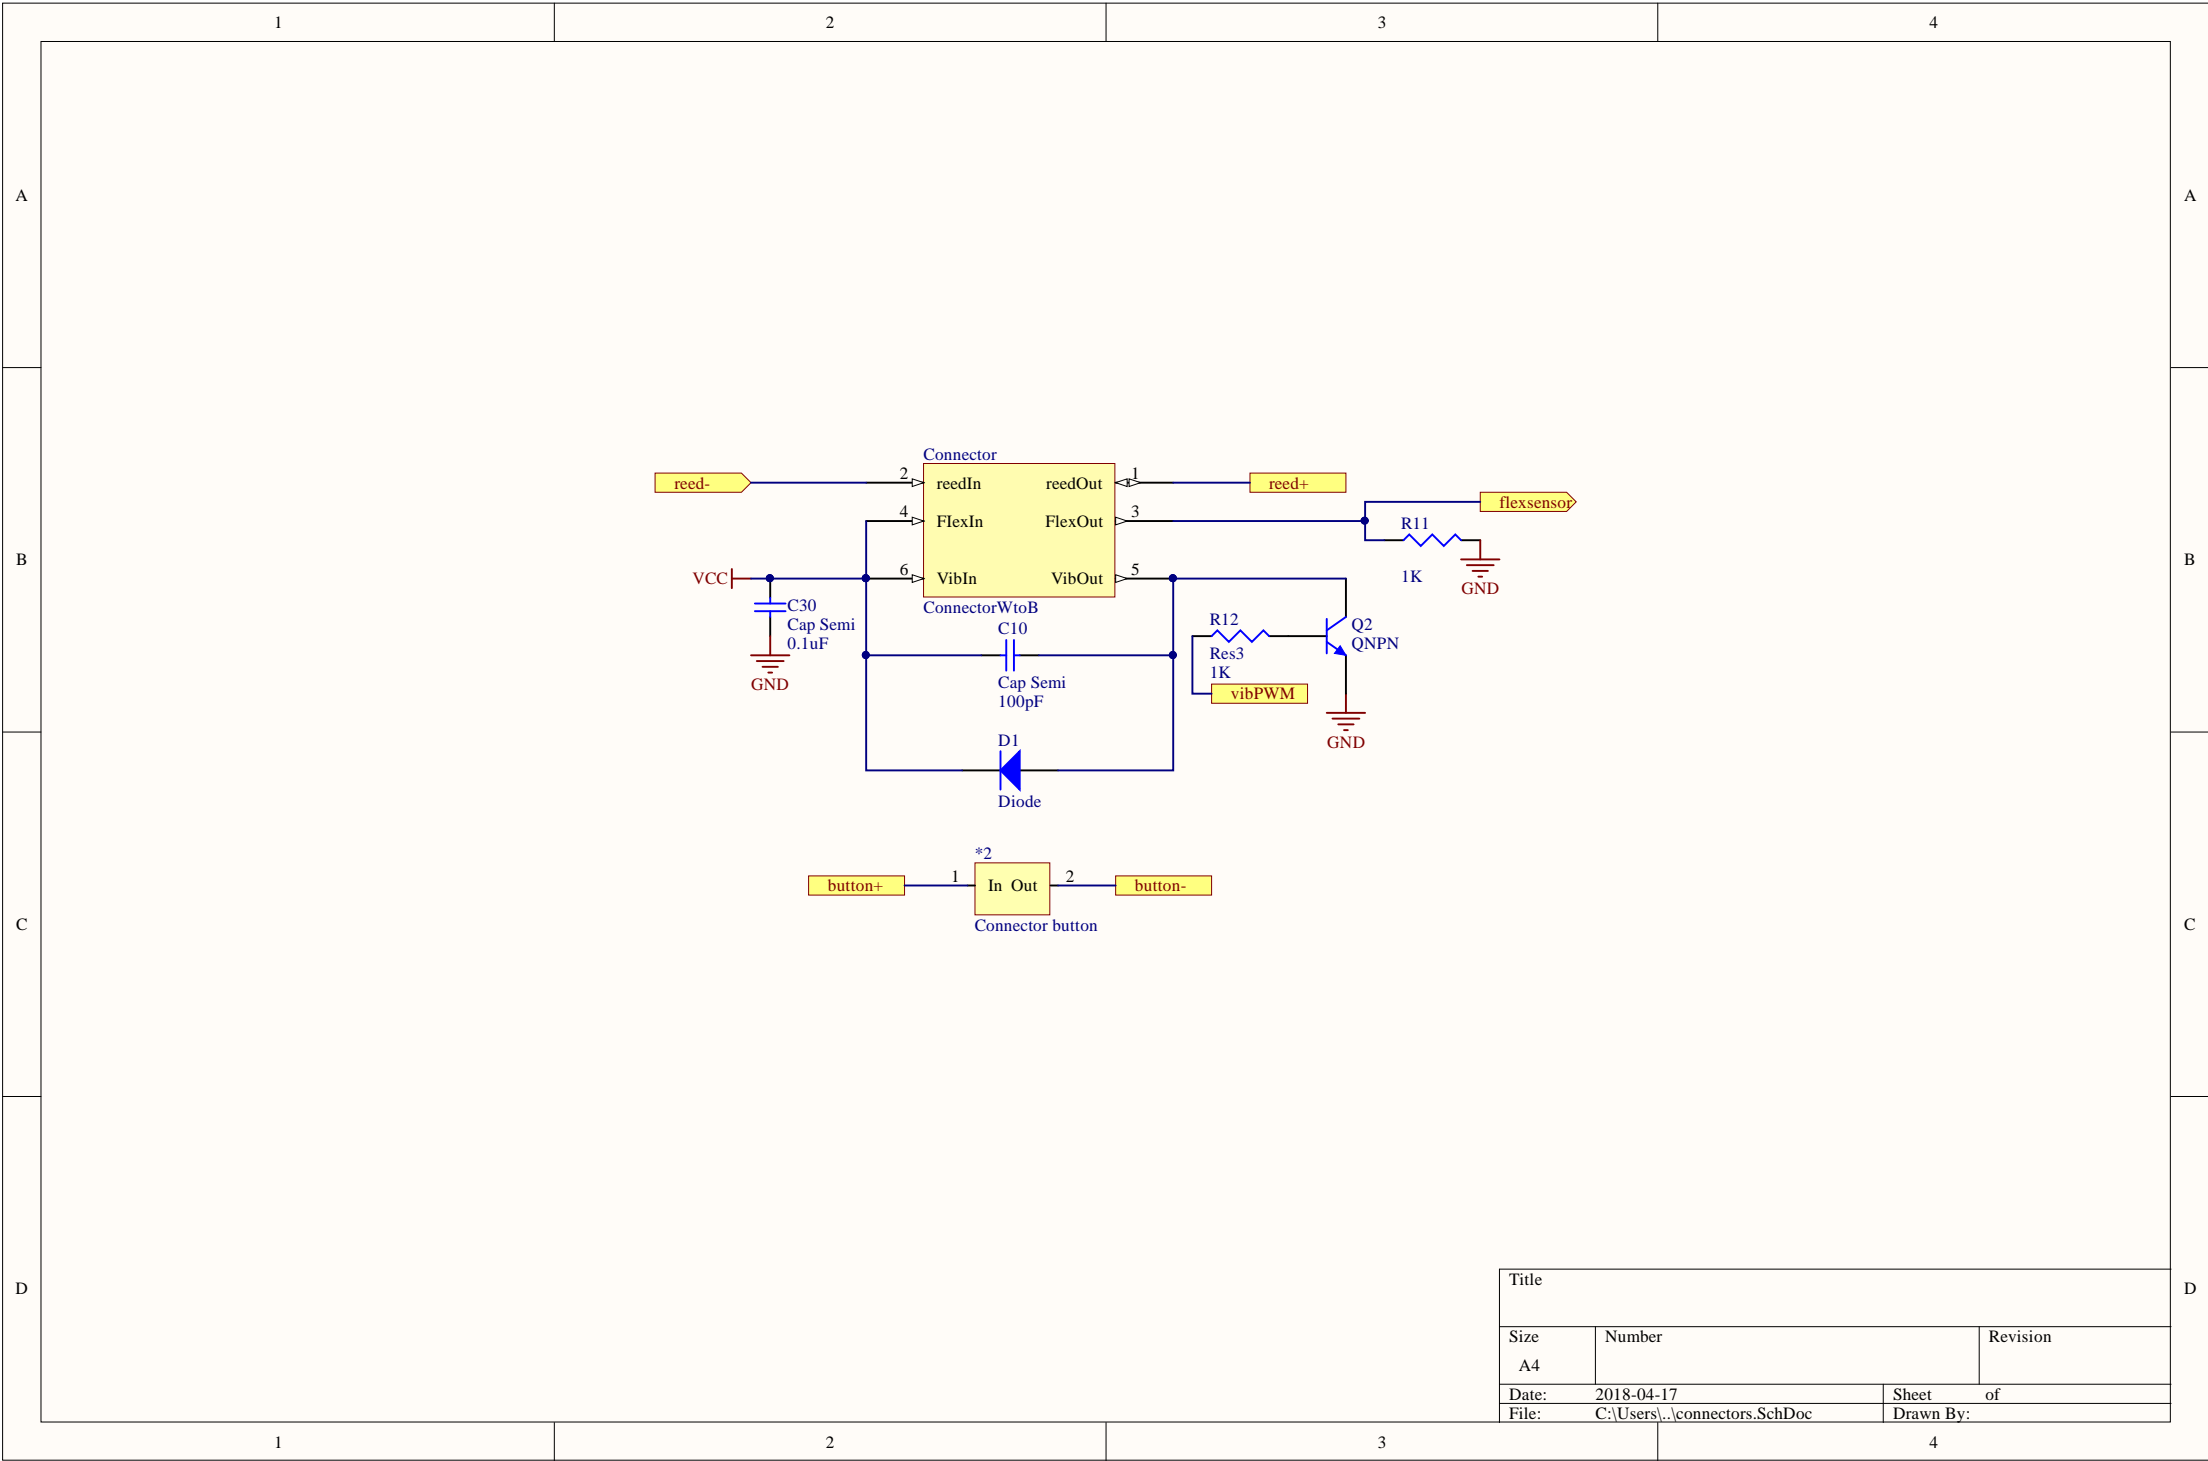 1 2 3 4
A A
Connector
reed- 2 reedIn reedOut 1 reed+
flexsensor
4 FlexIn FlexOut 3
R11
B B
VCC 6 VibIn VibOut 5
1K
GND
C30 ConnectorWtoB
Cap Semi C10 R12 Q2
0.1uF QNPN
Res3
1K
GND Cap Semi vibPWM
100pF
D1 GND
Diode
*2
button+ 1 In Out 2 button-
C Connector button C
Title
D D
Size Number Revision
A4
Date: 2018-04-17 Sheet of
File: C:\Users\..\connectors.SchDoc Drawn By:
1 2 3 4